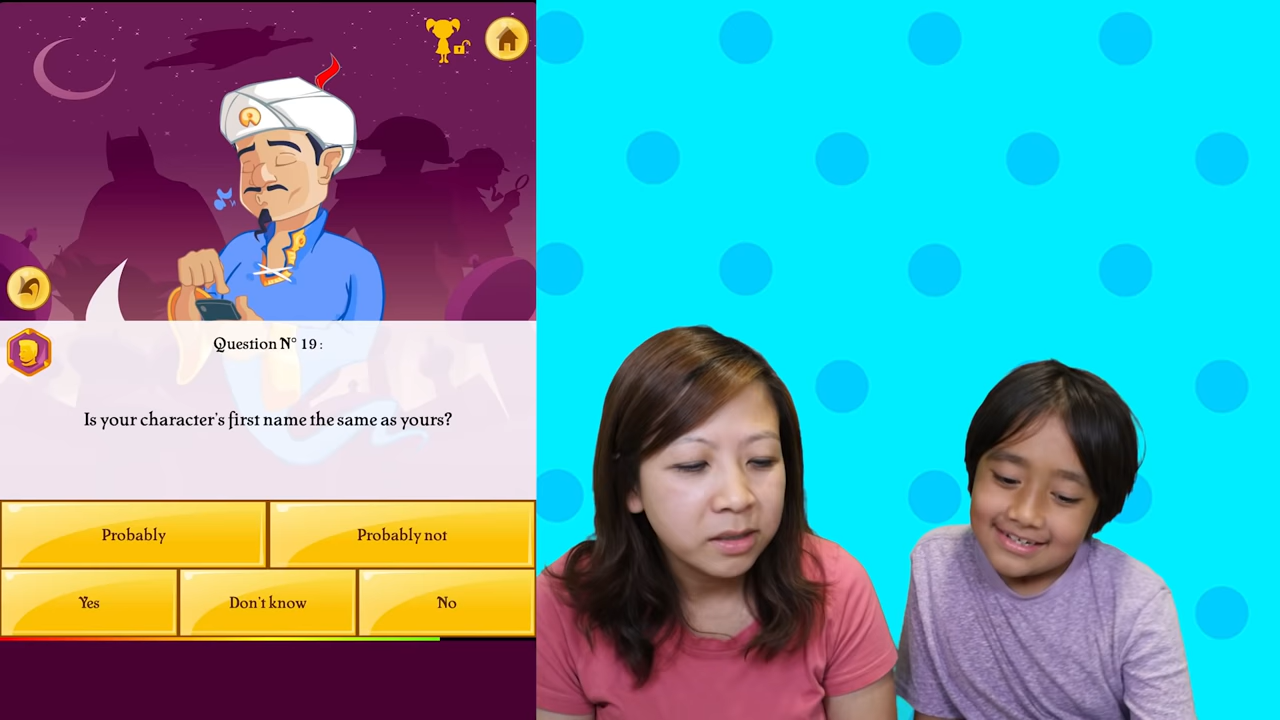 Question N° 19 :
Is your character's first name the same as yours?
Probably
Probably not
Yes
Don't know
No